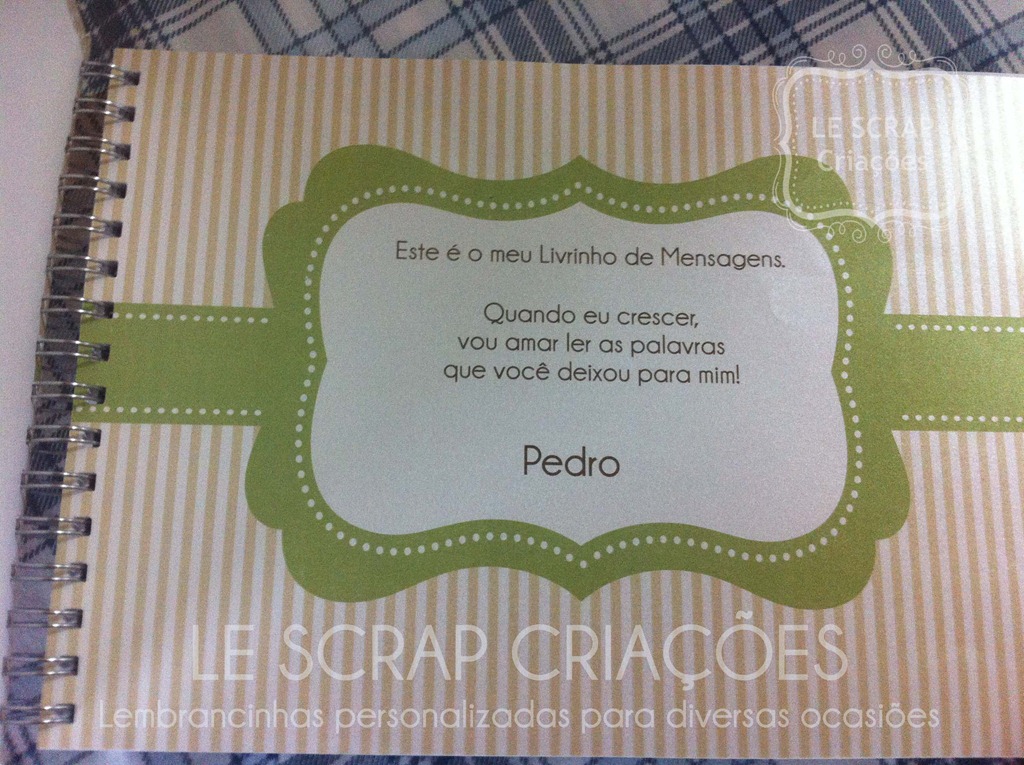 LE SCRAP
Criações
Este é o meu Livrinho de Mensagens.
Quando eu crescer,
vou amar ler as palavras
que você deixou para mim!
Pedro
LE SCRAP CRIAÇÕES
Lembrancinhas personalizadas para diversas ocasiões